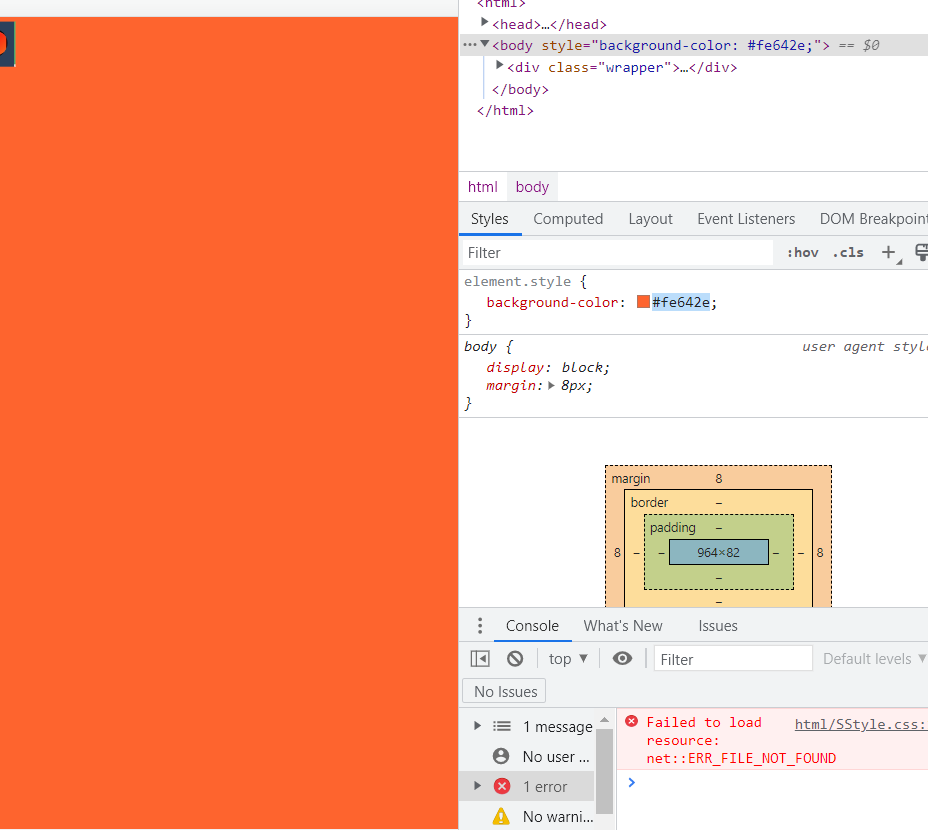 <html>
<head>…</head>
<body style="background-color: #fe642e;"> == $0
<div class="wrapper">…</div>
</body>
</html>
html body
Styles Computed Layout Event Listeners DOM Breakpoint
Filter :hov .cls
element.style {
background-color: #fe642e;
}
body { user agent style
display: block;
margin: 8px;
}
margin 8
border –
padding –
8 – – 964×82 – – 8
–
–
Console What's New Issues
top Filter Default levels
No Issues
1 message
No user ...
1 error
No warni...
Failed to load html/SStyle.css:
resource:
net::ERR_FILE_NOT_FOUND